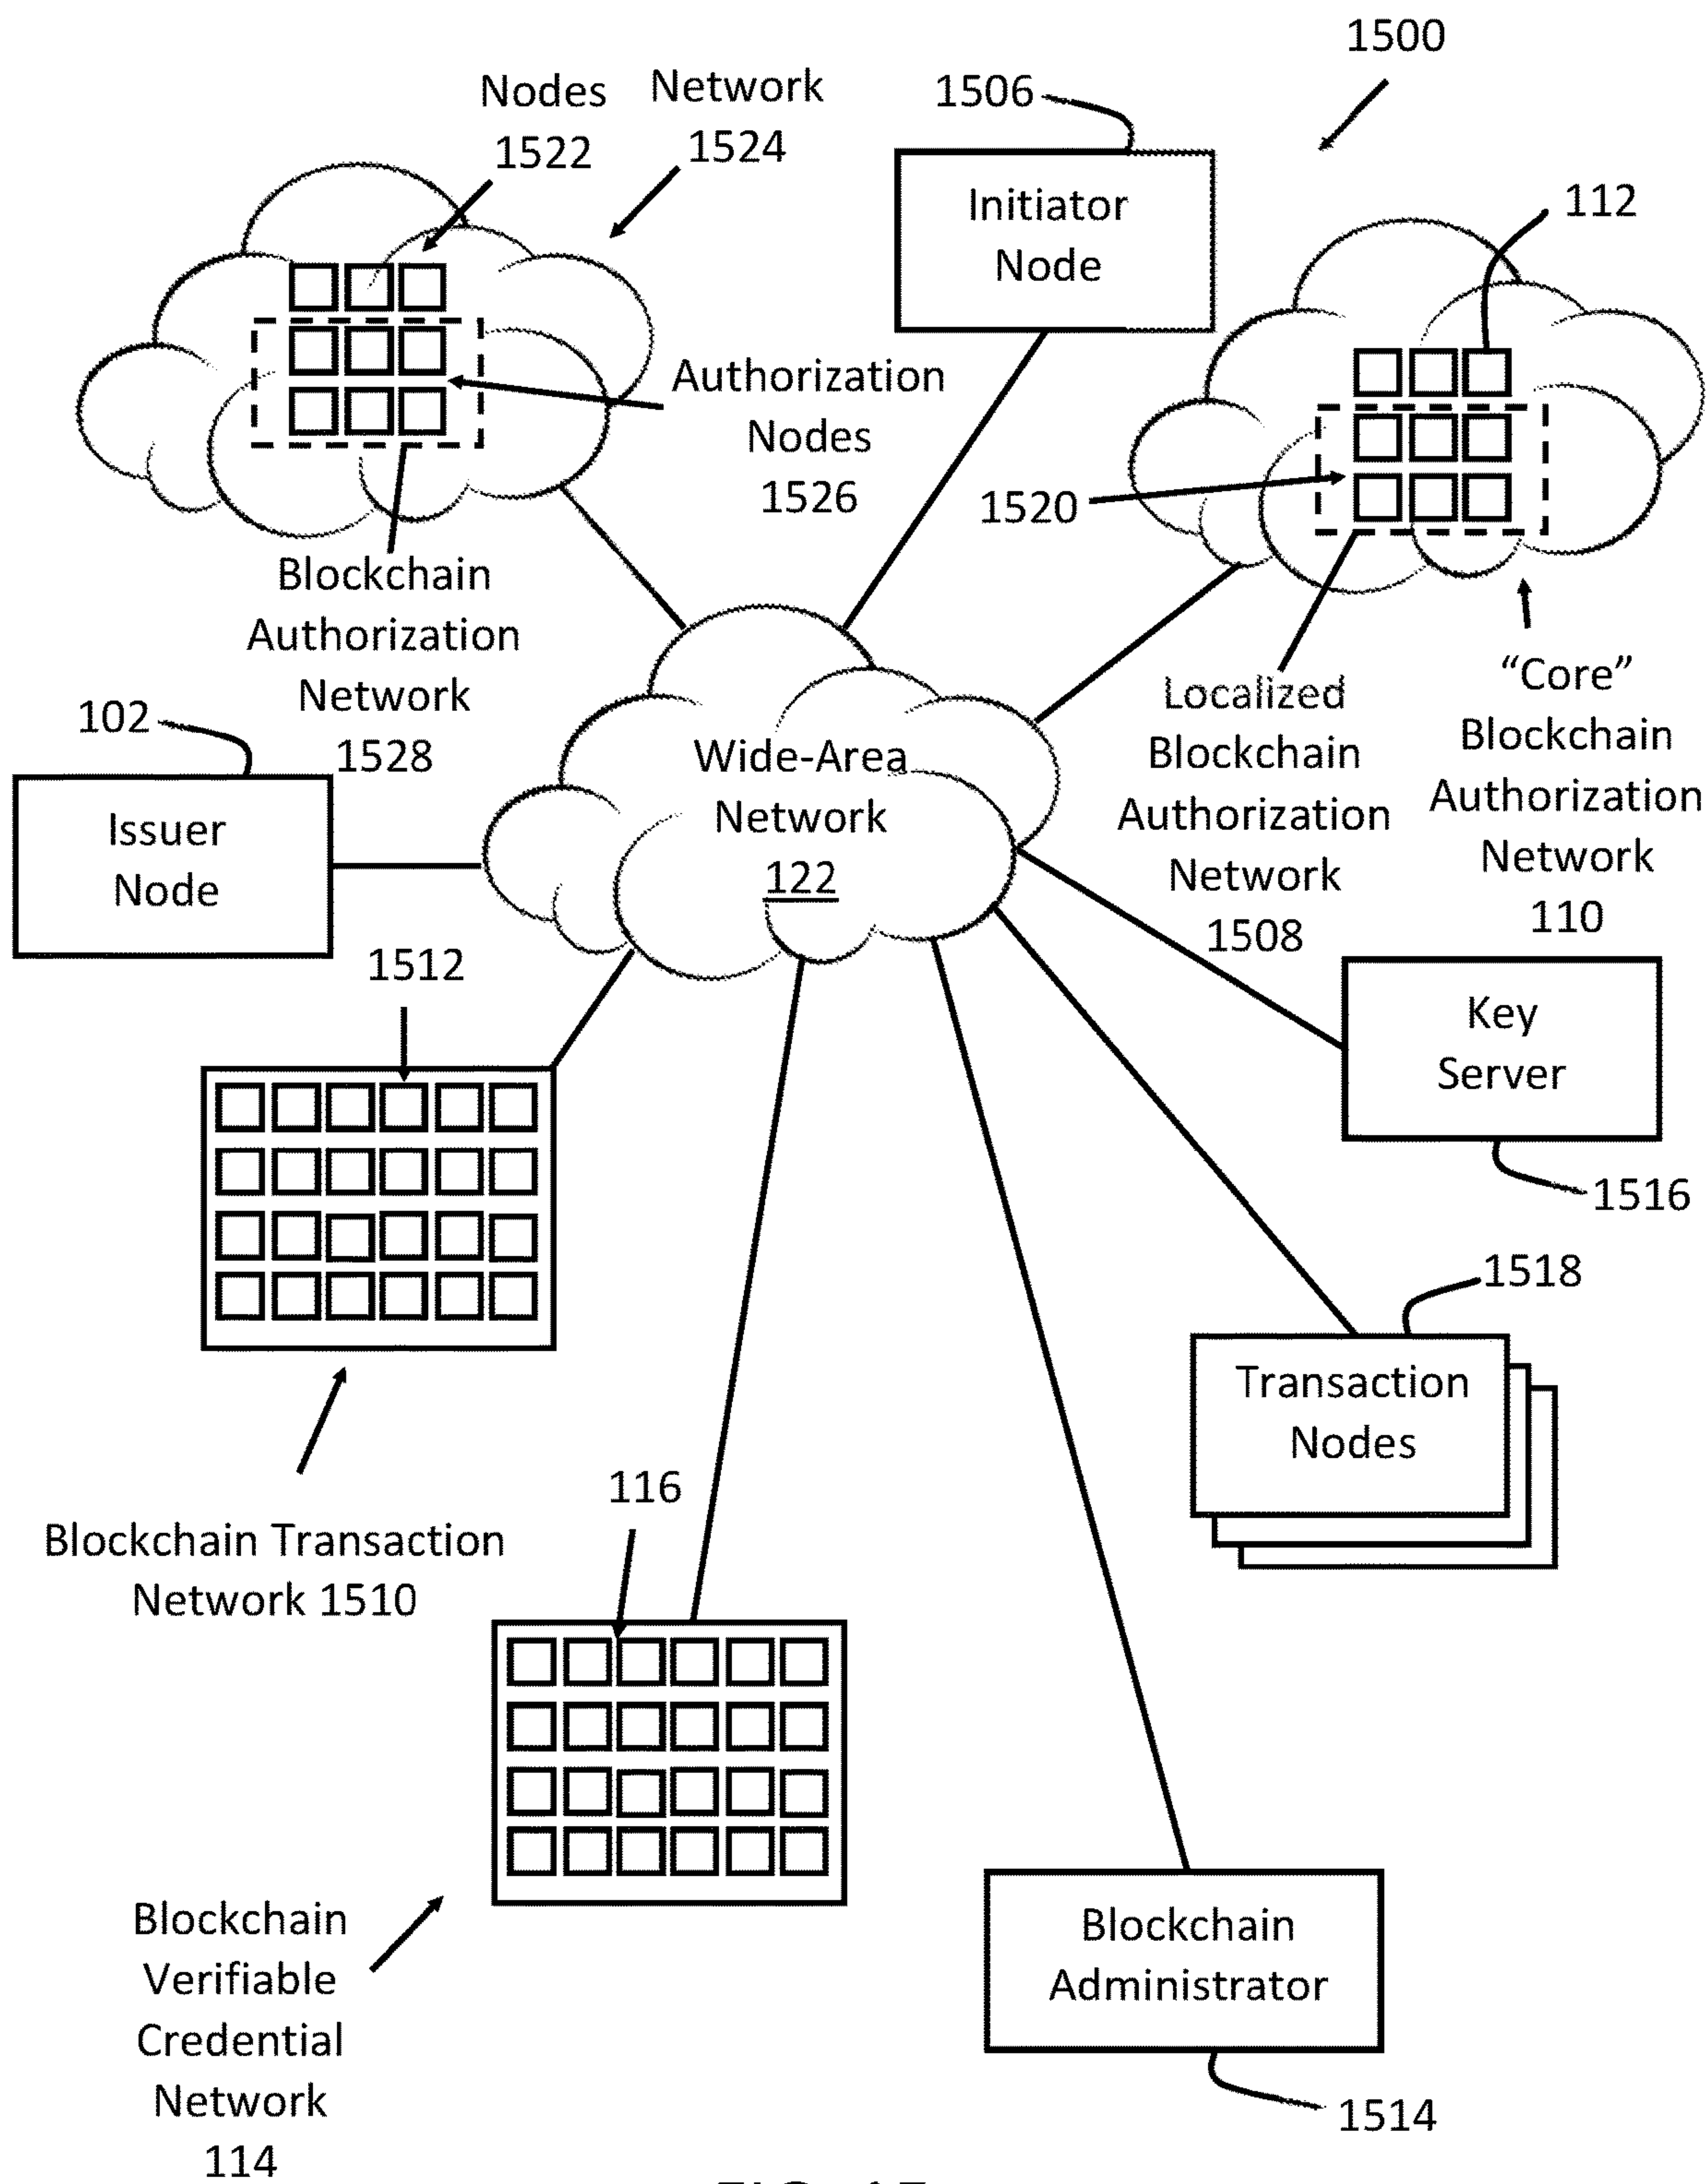 1500
Nodes
1522
Network
1524
1506
Initiator
Node
112
Authorization
Nodes
1526
1520
Blockchain
Authorization
Network
1528
Localized
Blockchain
Authorization
Network
1508
“Core”
Blockchain
Authorization
Network
110
102
Issuer
Node
Wide-Area
Network
122
1512
Key
Server
1516
1518
Transaction
Nodes
Blockchain Transaction
Network 1510
116
Blockchain
Verifiable
Credential
Network
114
Blockchain
Administrator
1514